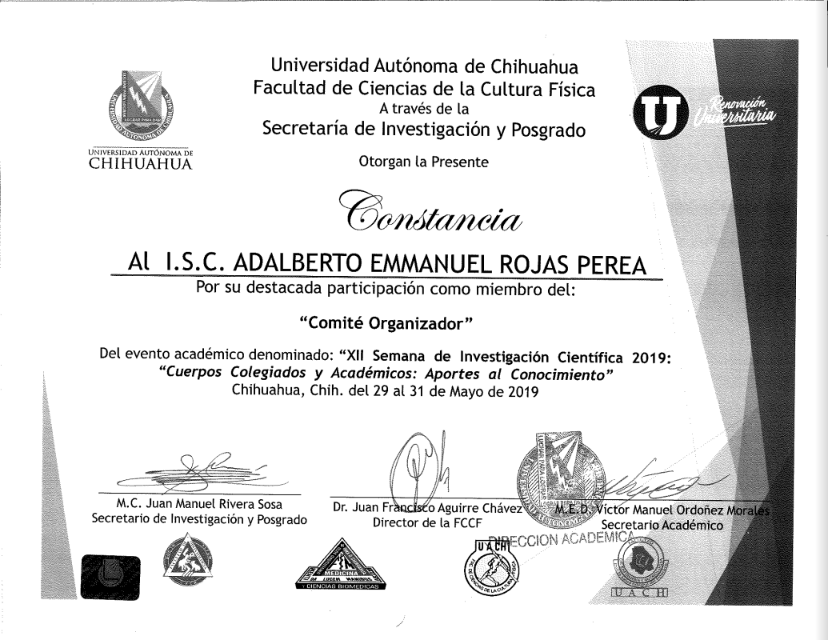 Universidad Autónoma de Chihuahua
Facultad de Ciencias de la Cultura Física
A través de la
Secretaría de Investigación y Posgrado
Otorgan la Presente
UNIVERSIDAD AUTÓNOMA DE
CHIHUAHUA
U
Renovación
Universitaria
Constancia
Al I.S.C. ADALBERTO EMMANUEL ROJAS PEREA
Por su destacada participación como miembro del:
“Comité Organizador”
Del evento académico denominado: “XII Semana de Investigación Científica 2019:
“Cuerpos Colegiados y Académicos: Aportes al Conocimiento”
Chihuahua, Chih. del 29 al 31 de Mayo de 2019
M.C. Juan Manuel Rivera Sosa
Secretario de Investigación y Posgrado
Dr. Juan Francisco Aguirre Chávez
Director de la FCCF
M.E.D. Víctor Manuel Ordoñez Morales
Secretario Académico
DIRECCION ACADEMICA
MEDICINA
Y CIENCIAS BIOMEDICAS
UACH
UACH